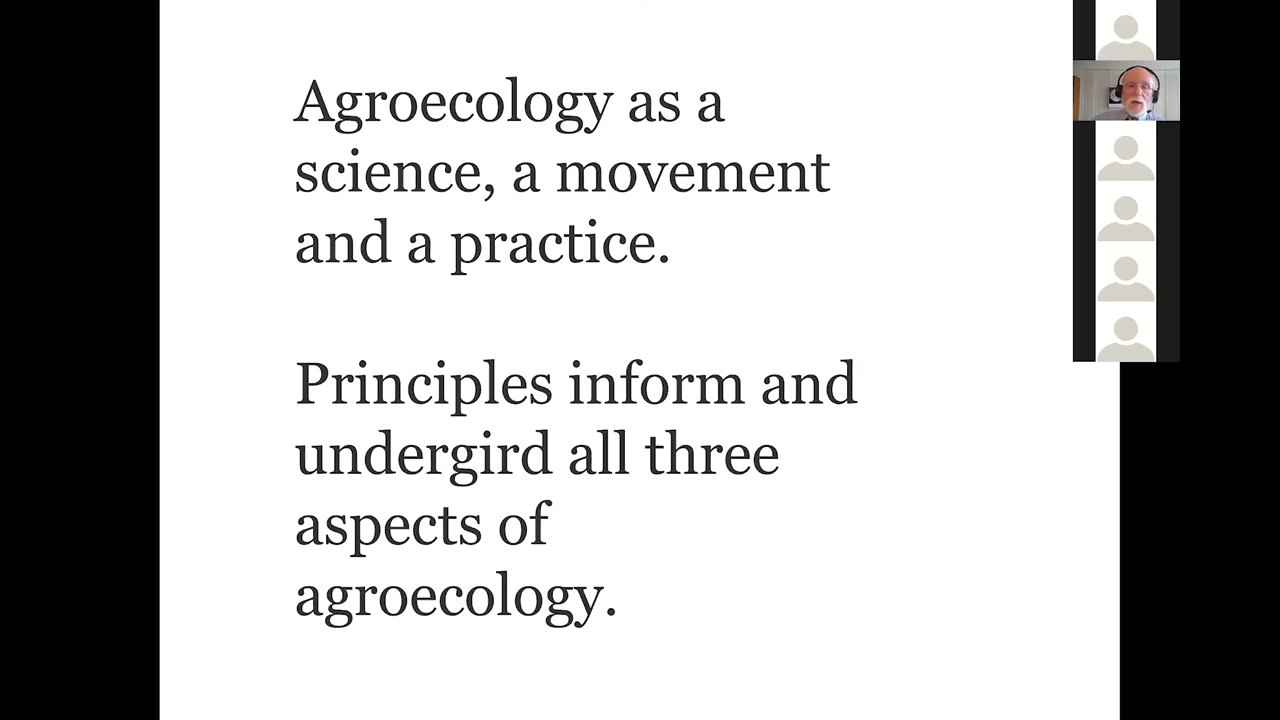 Agroecology as a
science, a movement
and a practice.
Principles inform and
undergird all three
aspects of
agroecology.